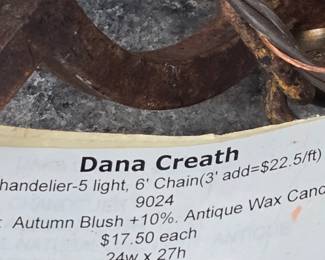 Dana Creath
handelier-5 light, 6' Chain(3' add=$22.5/ft)
9024
: Autumn Blush +10%. Antique Wax Cand
$17.50 each
24w x 27h